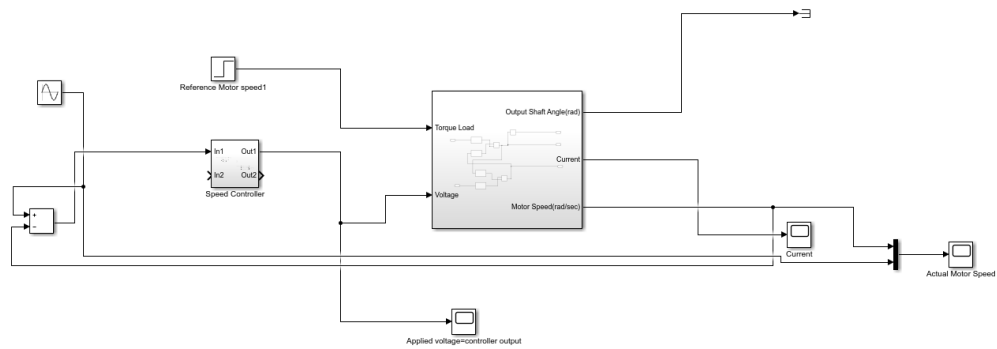 Reference Motor speed1
Output Shaft Angle(rad)
Torque Load
In1
Out1
Current
In2
Out2
Speed Controller
Voltage
Motor Speed(rad/sec)
+
−
Current
Actual Motor Speed
Applied voltage=controller output